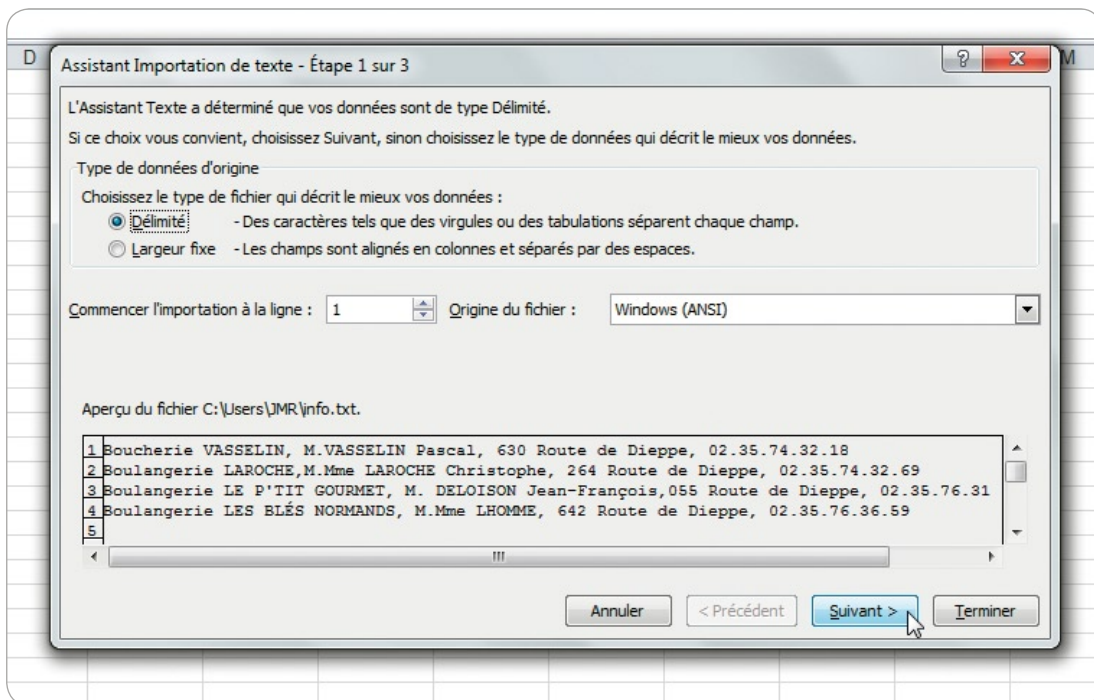 D
M
Assistant Importation de texte - Étape 1 sur 3
L'Assistant Texte a déterminé que vos données sont de type Délimité.
Si ce choix vous convient, choisissez Suivant, sinon choisissez le type de données qui décrit le mieux vos données.
Type de données d'origine
Choisissez le type de fichier qui décrit le mieux vos données :
Délimité - Des caractères tels que des virgules ou des tabulations séparent chaque champ.
Largeur fixe - Les champs sont alignés en colonnes et séparés par des espaces.
Commencer l'importation à la ligne : 1 Origine du fichier : Windows (ANSI)
Aperçu du fichier C:\Users\JMR\info.txt.
1 Boucherie VASSELIN, M.VASSELIN Pascal, 630 Route de Dieppe, 02.35.74.32.18
2 Boulangerie LAROCHE,M.Mme LAROCHE Christophe, 264 Route de Dieppe, 02.35.74.32.69
3 Boulangerie LE P'TIT GOURMET, M. DELOISON Jean-François,055 Route de Dieppe, 02.35.76.31
4 Boulangerie LES BLÉS NORMANDS, M.Mme LHOMME, 642 Route de Dieppe, 02.35.76.36.59
5
Annuler < Précédent Suivant > Terminer